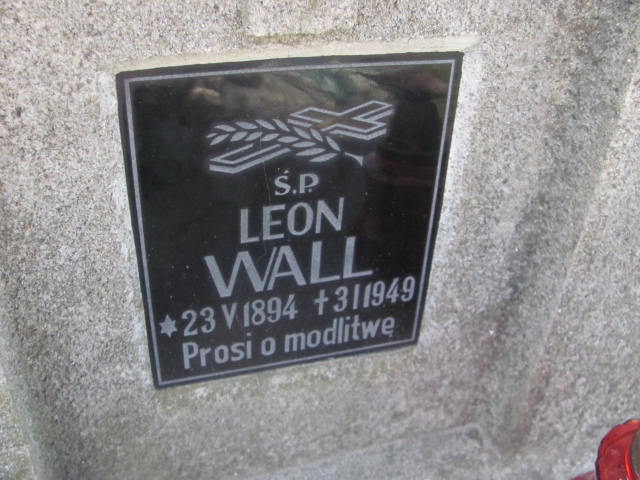 Ś.P.
LEON
WALL
* 23 V 1894 † 3 I 1949
Prosi o modlitwę